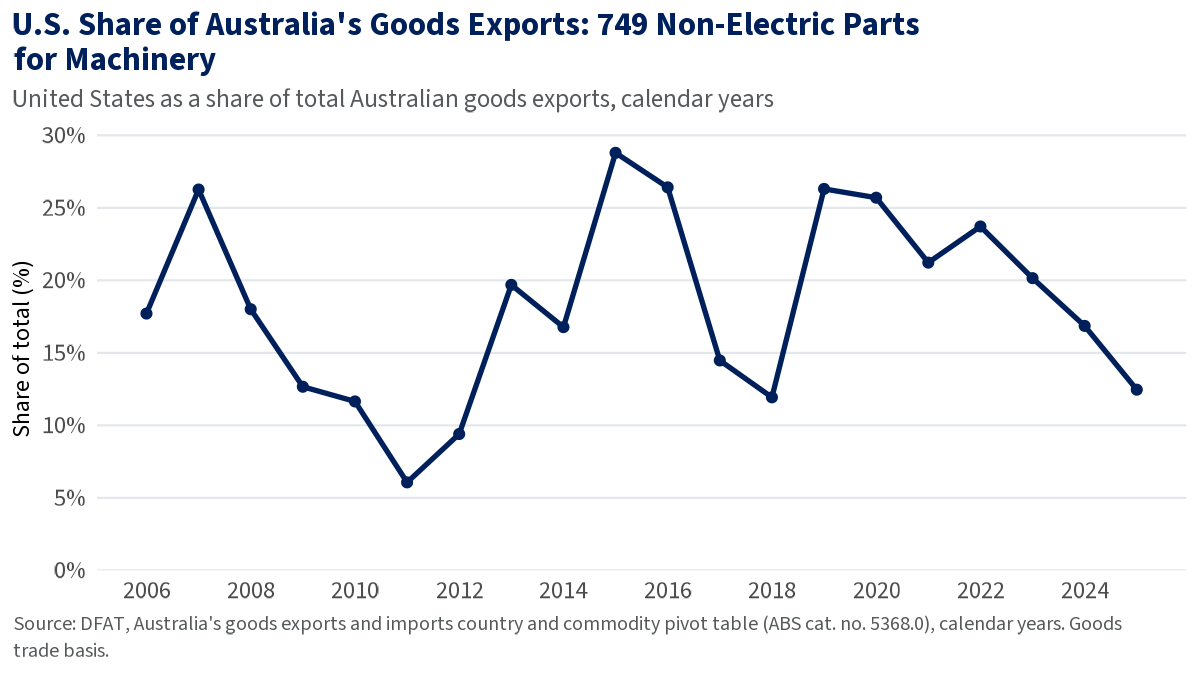 U.S. Share of Australia's Goods Exports: 749 Non-Electric Parts
for Machinery
United States as a share of total Australian goods exports, calendar years
30%
25%
20%
15%
10%
5%
0%
Share of total (%)
2006 2008 2010 2012 2014 2016 2018 2020 2022 2024
Source: DFAT, Australia's goods exports and imports country and commodity pivot table (ABS cat. no. 5368.0), calendar years. Goods
trade basis.